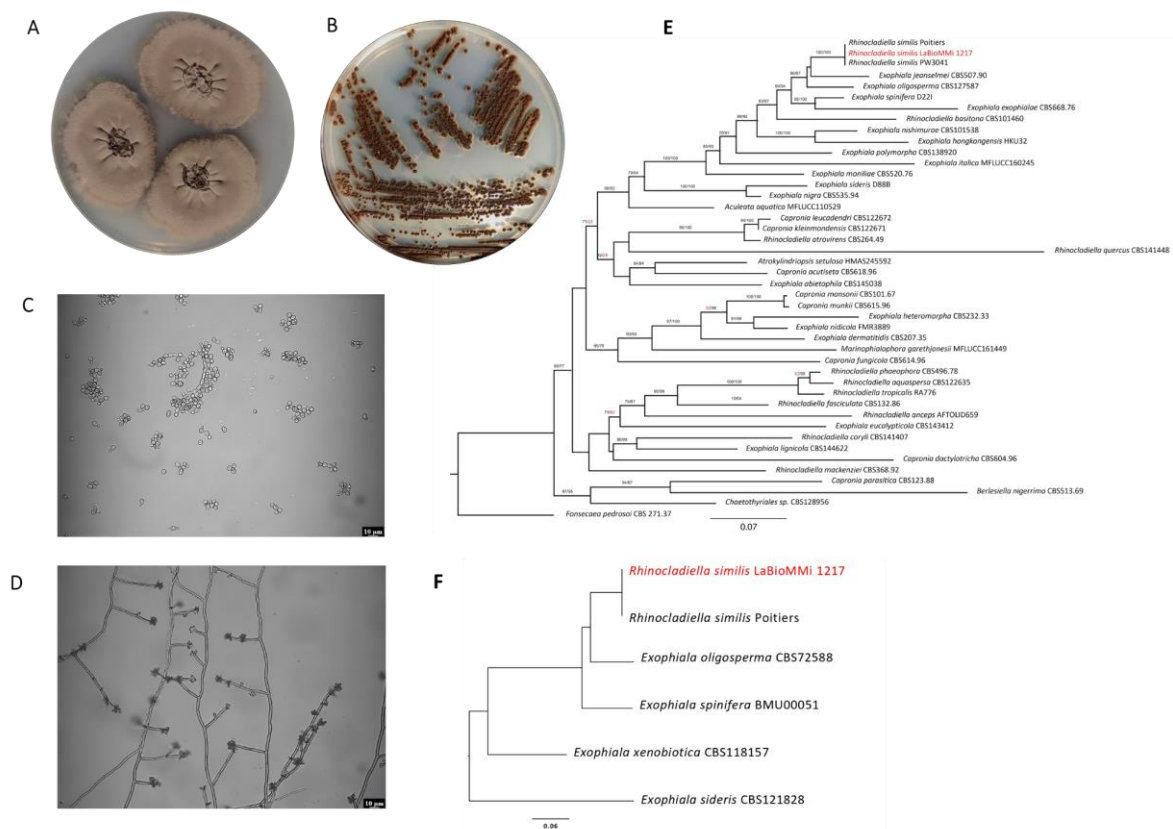 A
B
C
10 μm
D
10 μm
E
Rhinocladiella similis Poitiers
Rhinocladiella similis LaBioMMi 1217
Rhinocladiella similis PW3041
Exophiala jeanselmei CBS507.90
Exophiala oligosperma CBS127587
Exophiala spinifera D22I
Exophiala exophialae CBS668.76
Rhinocladiella basitona CBS101460
Exophiala nishimurae CBS101538
Exophiala hongkongensis HKU32
Exophiala polymorpha CBS138920
Exophiala italica MFLUCC160245
Exophiala moniliae CBS520.76
Exophiala sideris DB8B
Exophiala nigra CBS535.94
Aculeata aquatica MFLUCC110529
Capronia leucadendri CBS122672
Capronia kleinmondensis CBS122671
Rhinocladiella atrovirens CBS264.49
Rhinocladiella quercus CBS141448
Atrokylindriopsis setulosa HMAS245592
Capronia acutiseta CBS618.96
Exophiala abietophila CBS145038
Capronia mansonii CBS101.67
Capronia munkii CBS615.96
Exophiala heteromorpha CBS232.33
Exophiala nidicola FMR3889
Exophiala dermatitidis CBS207.35
Marinophialophora garethjonesii MFLUCC161449
Capronia fungicola CBS614.96
Rhinocladiella phaeophora CBS496.78
Rhinocladiella aquaspersa CBS122635
Rhinocladiella tropicalis RA776
Rhinocladiella fasciculata CBS132.86
Rhinocladiella anceps AFTOLID659
Exophiala eucalypticola CBS143412
Rhinocladiella coryli CBS141407
Exophiala lignicola CBS144622
Capronia dactylotricha CBS604.96
Rhinocladiella mackenziei CBS368.92
Capronia parasitica CBS123.88
Berlesiella nigerrima CBS513.69
Chaetothyriales sp. CBS128956
Fonsecaea pedrosoi CBS 271.37
0.07
F
Rhinocladiella similis LaBioMMi 1217
Rhinocladiella similis Poitiers
Exophiala oligosperma CBS72588
Exophiala spinifera BMU00051
Exophiala xenobiotica CBS118157
Exophiala sideris CBS121828
0.06